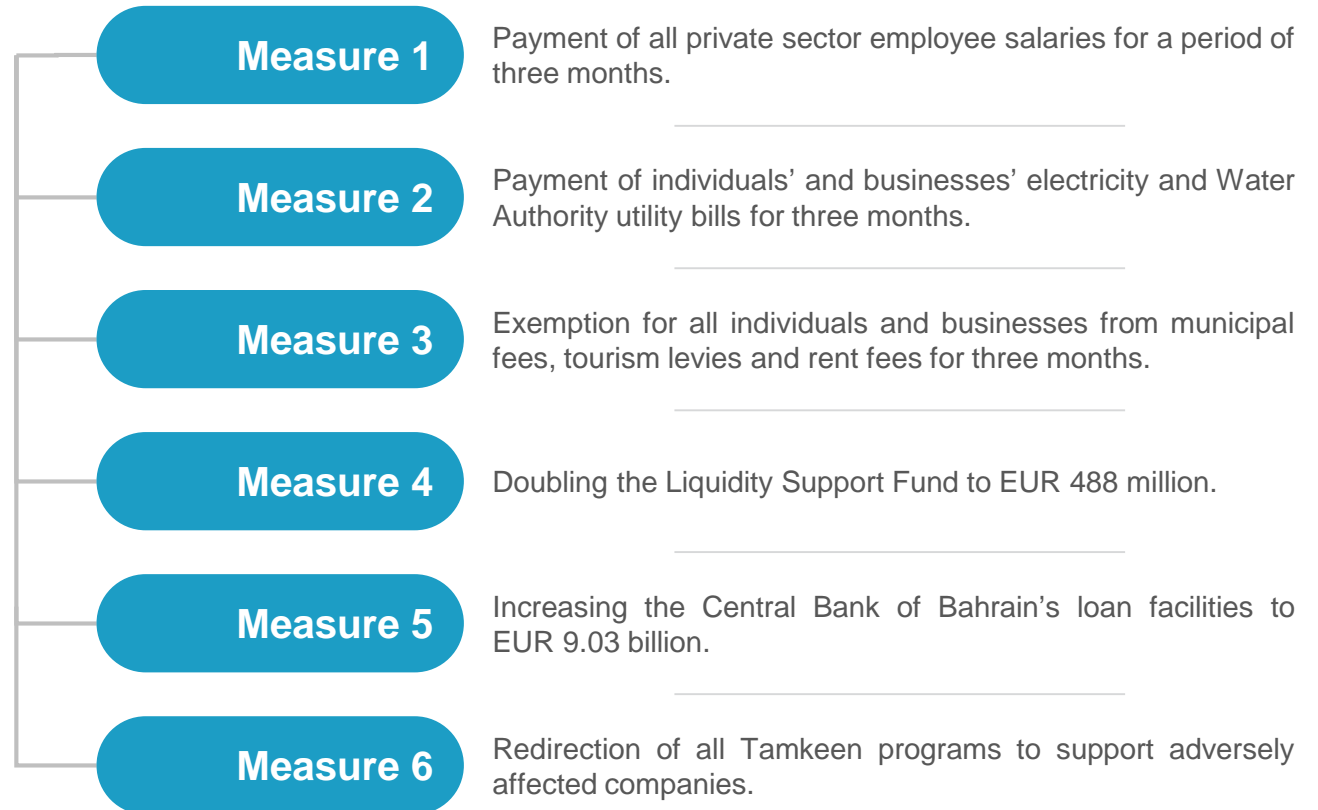 Measure 1
Payment of all private sector employee salaries for a period of
three months.
Measure 2
Payment of individuals’ and businesses’ electricity and Water
Authority utility bills for three months.
Measure 3
Exemption for all individuals and businesses from municipal
fees, tourism levies and rent fees for three months.
Measure 4
Doubling the Liquidity Support Fund to EUR 488 million.
Measure 5
Increasing the Central Bank of Bahrain’s loan facilities to
EUR 9.03 billion.
Measure 6
Redirection of all Tamkeen programs to support adversely
affected companies.